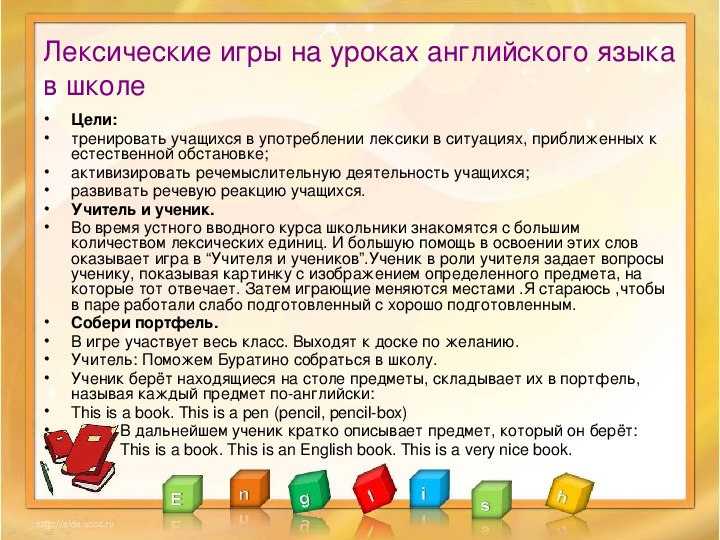 Лексические игры на уроках английского языка
в школе
• Цели:
• тренировать учащихся в употреблении лексики в ситуациях, приближенных к
естественной обстановке;
• активизировать речемыслительную деятельность учащихся;
• развивать речевую реакцию учащихся.
• Учитель и ученик.
• Во время устного вводного курса школьники знакомятся с большим
количеством лексических единиц. И большую помощь в освоении этих слов
оказывает игра в “Учителя и учеников”.Ученик в роли учителя задает вопросы
ученику, показывая картинку с изображением определенного предмета, на
которые тот отвечает. Затем играющие меняются местами .Я стараюсь ,чтобы
в паре работали слабо подготовленный с хорошо подготовленным.
• Собери портфель.
• В игре участвует весь класс. Выходят к доске по желанию.
• Учитель: Поможем Буратино собраться в школу.
• Ученик берёт находящиеся на столе предметы, складывает их в портфель,
называя каждый предмет по-английски:
• This is a book. This is a pen (pencil, pencil-box)
• В дальнейшем ученик кратко описывает предмет, который он берёт:
This is a book. This is an English book. This is a very nice book.
E n g l i s h
http://aida.ucoz.ru